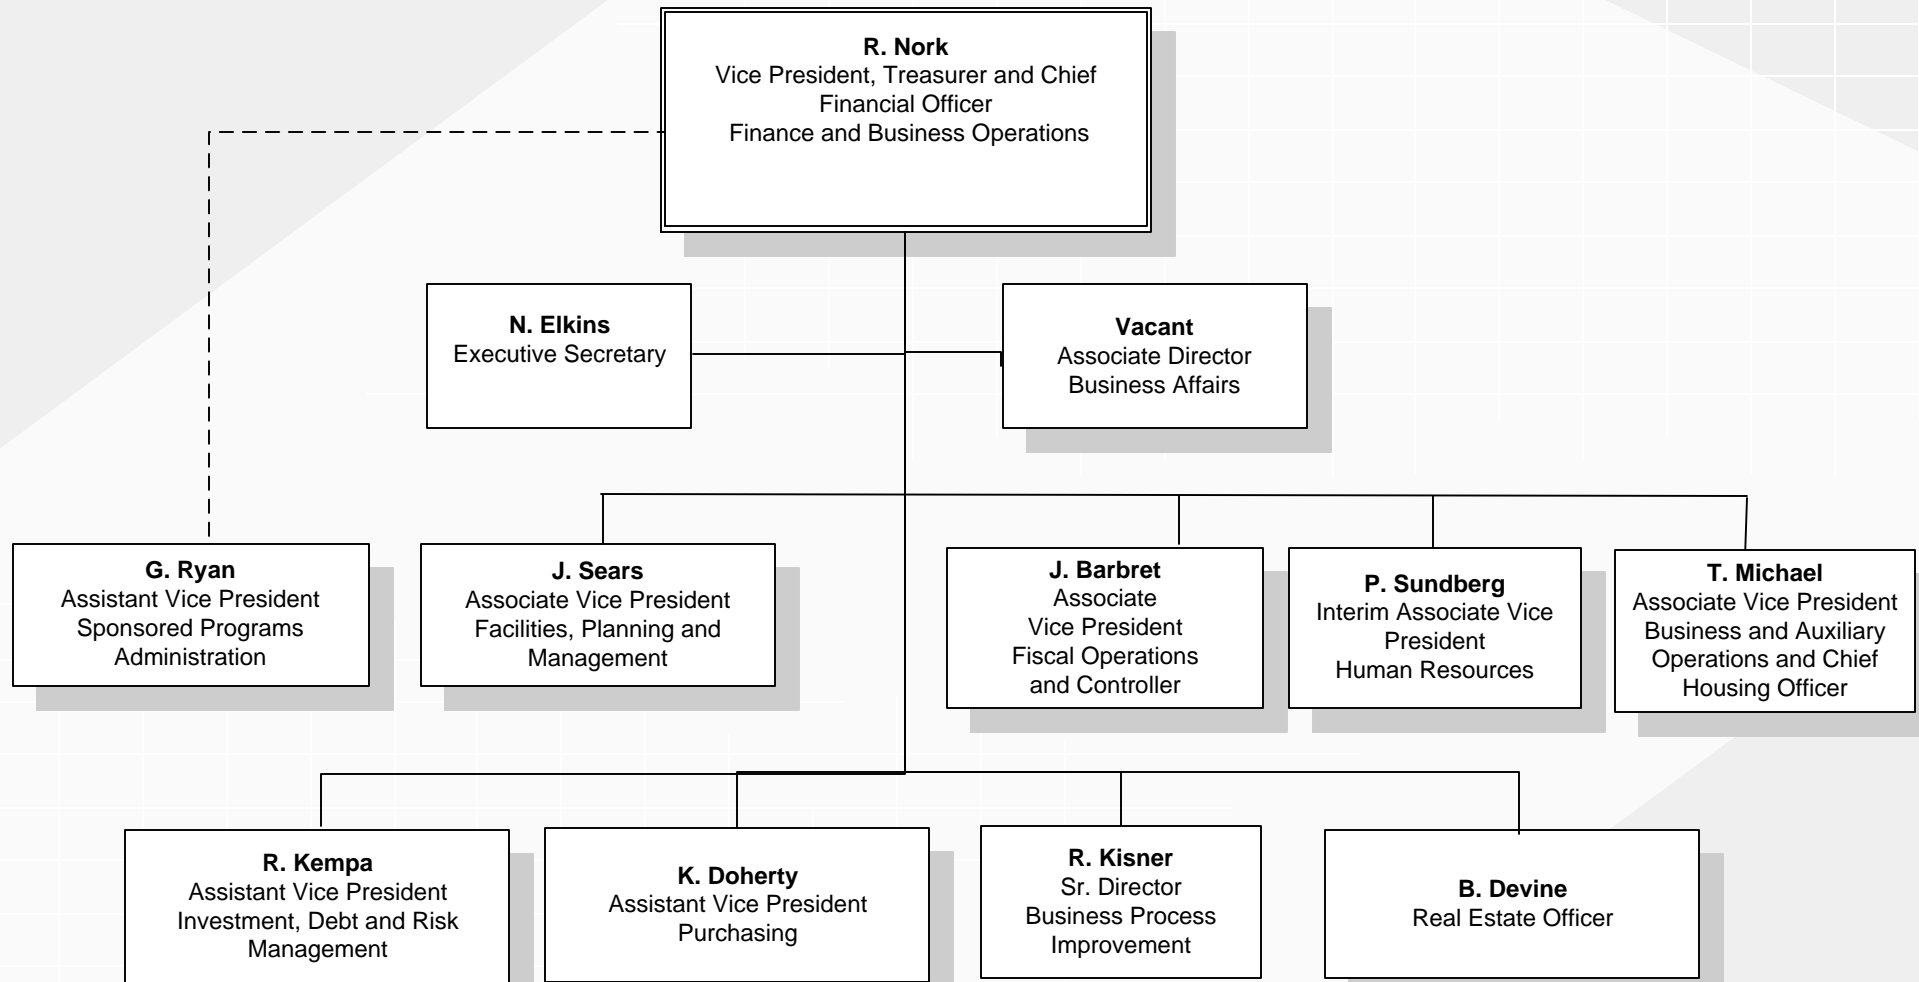 R. Nork
Vice President, Treasurer and Chief
Financial Officer
Finance and Business Operations
N. Elkins
Executive Secretary
Vacant
Associate Director
Business Affairs
G. Ryan
Assistant Vice President
Sponsored Programs
Administration
J. Sears
Associate Vice President
Facilities, Planning and
Management
J. Barbret
Associate
Vice President
Fiscal Operations
and Controller
P. Sundberg
Interim Associate Vice
President
Human Resources
T. Michael
Associate Vice President
Business and Auxiliary
Operations and Chief
Housing Officer
R. Kempa
Assistant Vice President
Investment, Debt and Risk
Management
K. Doherty
Assistant Vice President
Purchasing
R. Kisner
Sr. Director
Business Process
Improvement
B. Devine
Real Estate Officer